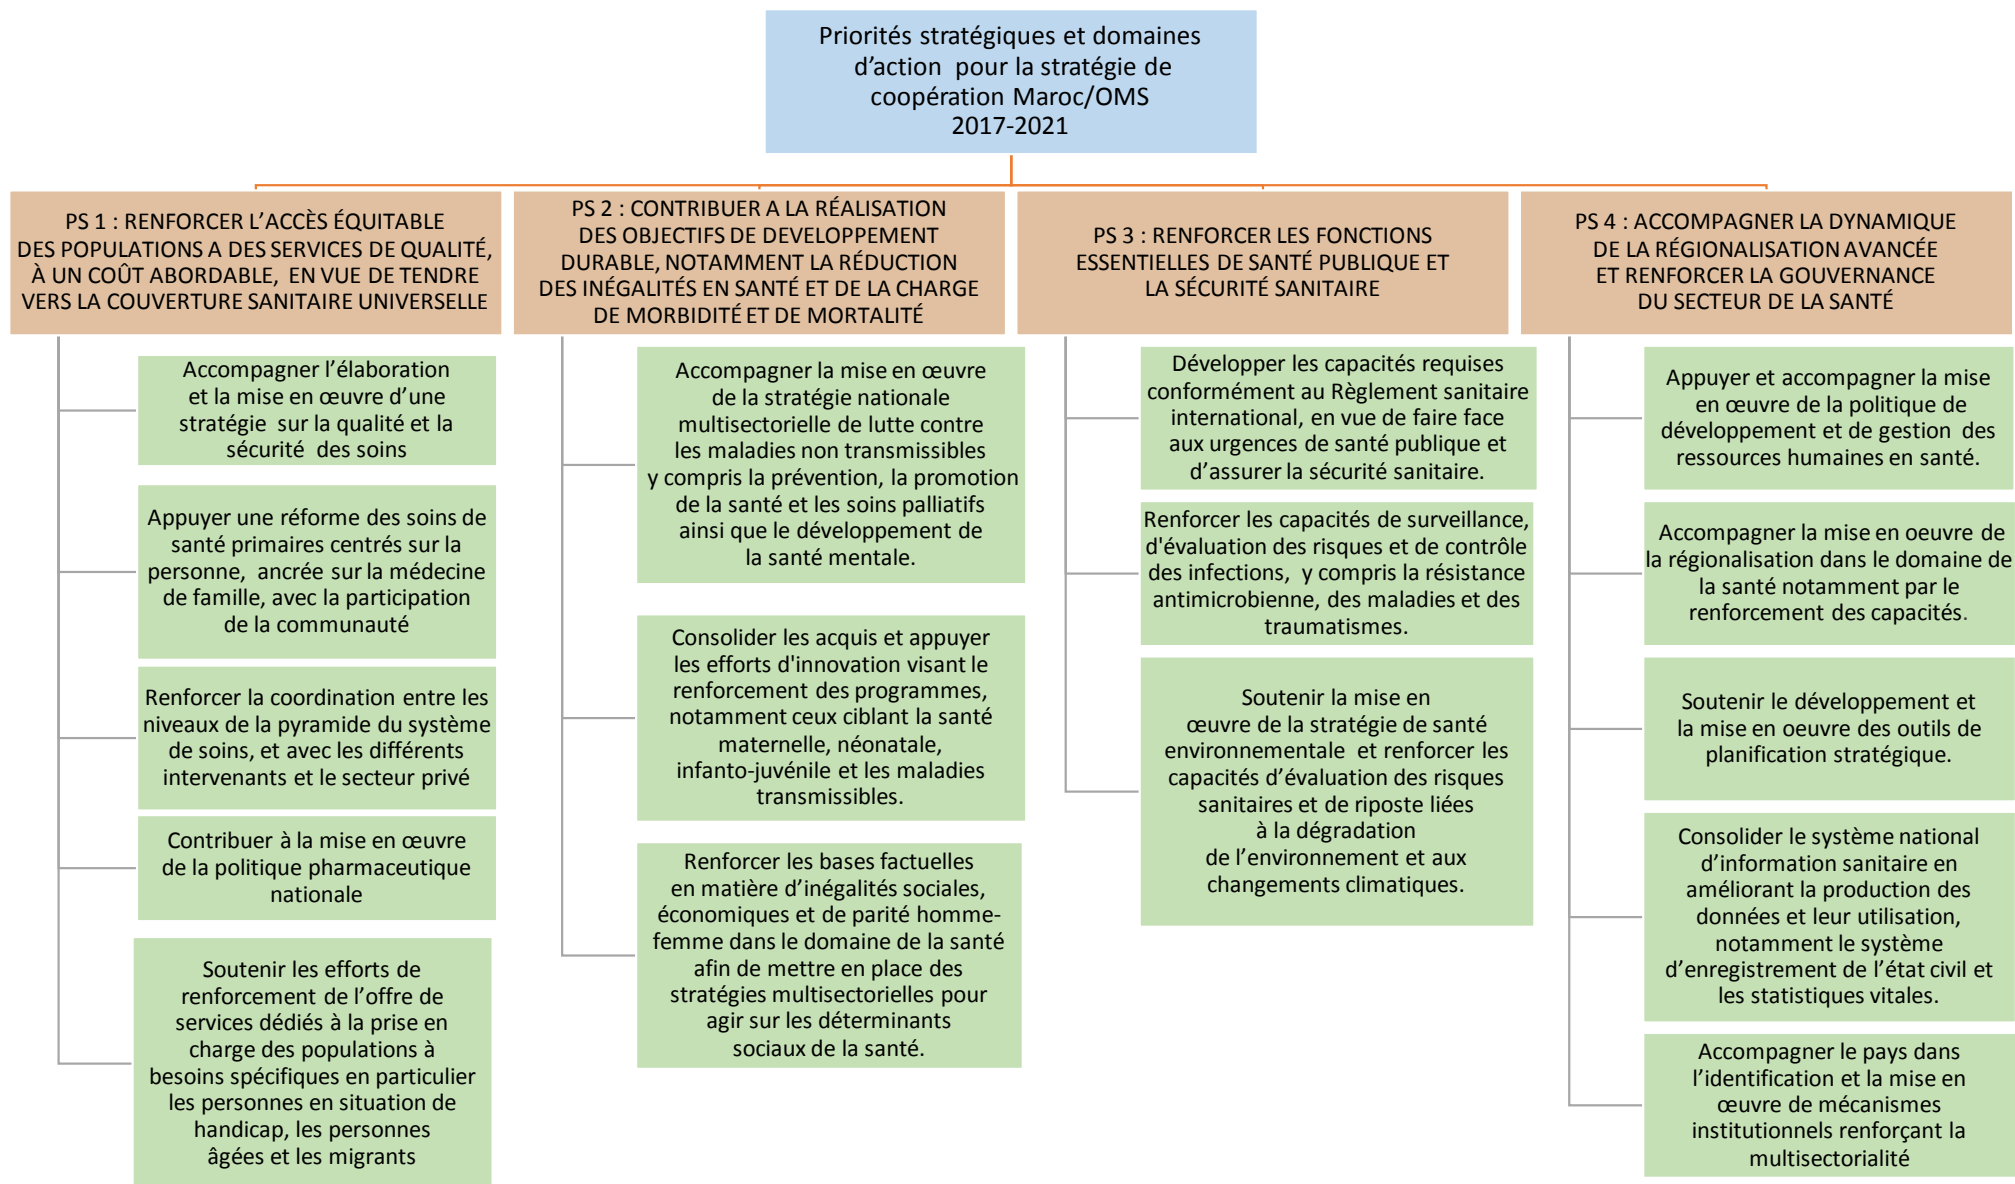 Priorités stratégiques et domaines
d'action pour la stratégie de
coopération Maroc/OMS
2017-2021
PS 1 : RENFORCER L'ACCÈS ÉQUITABLE
DES POPULATIONS A DES SERVICES DE QUALITÉ,
À UN COÛT ABORDABLE, EN VUE DE TENDRE
VERS LA COUVERTURE SANITAIRE UNIVERSELLE
Accompagner l'élaboration
et la mise en œuvre d'une
stratégie sur la qualité et la
sécurité des soins
Appuyer une réforme des soins de
santé primaires centrés sur la
personne, ancrée sur la médecine
de famille, avec la participation
de la communauté
Renforcer la coordination entre les
niveaux de la pyramide du système
de soins, et avec les différents
intervenants et le secteur privé
Contribuer à la mise en œuvre
de la politique pharmaceutique
nationale
Soutenir les efforts de
renforcement de l'offre de
services dédiés à la prise en
charge des populations à
besoins spécifiques en particulier
les personnes en situation de
handicap, les personnes
âgées et les migrants
PS 2 : CONTRIBUER A LA RÉALISATION
DES OBJECTIFS DE DEVELOPPEMENT
DURABLE, NOTAMMENT LA RÉDUCTION
DES INÉGALITÉS EN SANTÉ ET DE LA CHARGE
DE MORBIDITÉ ET DE MORTALITÉ
Accompagner la mise en œuvre
de la stratégie nationale
multisectorielle de lutte contre
les maladies non transmissibles
y compris la prévention, la promotion
de la santé et les soins palliatifs
ainsi que le développement de
la santé mentale.
Consolider les acquis et appuyer
les efforts d'innovation visant le
renforcement des programmes,
notamment ceux ciblant la santé
maternelle, néonatale,
infanto-juvénile et les maladies
transmissibles.
Renforcer les bases factuelles
en matière d'inégalités sociales,
économiques et de parité homme-
femme dans le domaine de la santé
afin de mettre en place des
stratégies multisectorielles pour
agir sur les déterminants
sociaux de la santé.
PS 3 : RENFORCER LES FONCTIONS
ESSENTIELLES DE SANTÉ PUBLIQUE ET
LA SÉCURITÉ SANITAIRE
Développer les capacités requises
conformément au Règlement sanitaire
international, en vue de faire face
aux urgences de santé publique et
d'assurer la sécurité sanitaire.
Renforcer les capacités de surveillance,
d'évaluation des risques et de contrôle
des infections, y compris la résistance
antimicrobienne, des maladies et des
traumatismes.
Soutenir la mise en
œuvre de la stratégie de santé
environnementale et renforcer les
capacités d'évaluation des risques
sanitaires et de riposte liées
à la dégradation
de l'environnement et aux
changements climatiques.
PS 4 : ACCOMPAGNER LA DYNAMIQUE
DE LA RÉGIONALISATION AVANCÉE
ET RENFORCER LA GOUVERNANCE
DU SECTEUR DE LA SANTÉ
Appuyer et accompagner la mise
en œuvre de la politique de
développement et de gestion des
ressources humaines en santé.
Accompagner la mise en oeuvre de
la régionalisation dans le domaine de
la santé notamment par le
renforcement des capacités.
Soutenir le développement et
la mise en oeuvre des outils de
planification stratégique.
Consolider le système national
d'information sanitaire en
améliorant la production des
données et leur utilisation,
notamment le système
d'enregistrement de l'état civil et
les statistiques vitales.
Accompagner le pays dans
l'identification et la mise en
œuvre de mécanismes
institutionnels renforçant la
multisectorialité